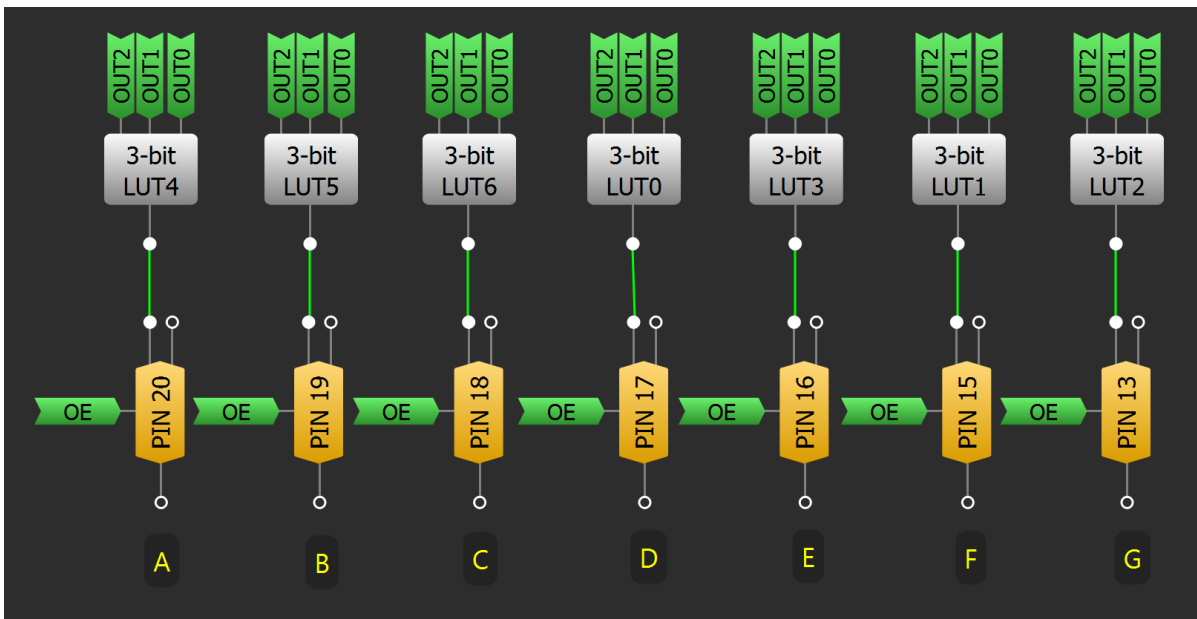 OUT2 OUT1 OUT0 OUT2 OUT1 OUT0 OUT2 OUT1 OUT0 OUT2 OUT1 OUT0 OUT2 OUT1 OUT0 OUT2 OUT1 OUT0 OUT2 OUT1 OUT0
3-bit 3-bit 3-bit 3-bit 3-bit 3-bit 3-bit
LUT4 LUT5 LUT6 LUT0 LUT3 LUT1 LUT2
OE PIN 20 OE PIN 19 OE PIN 18 OE PIN 17 OE PIN 16 OE PIN 15 OE PIN 13
A B C D E F G